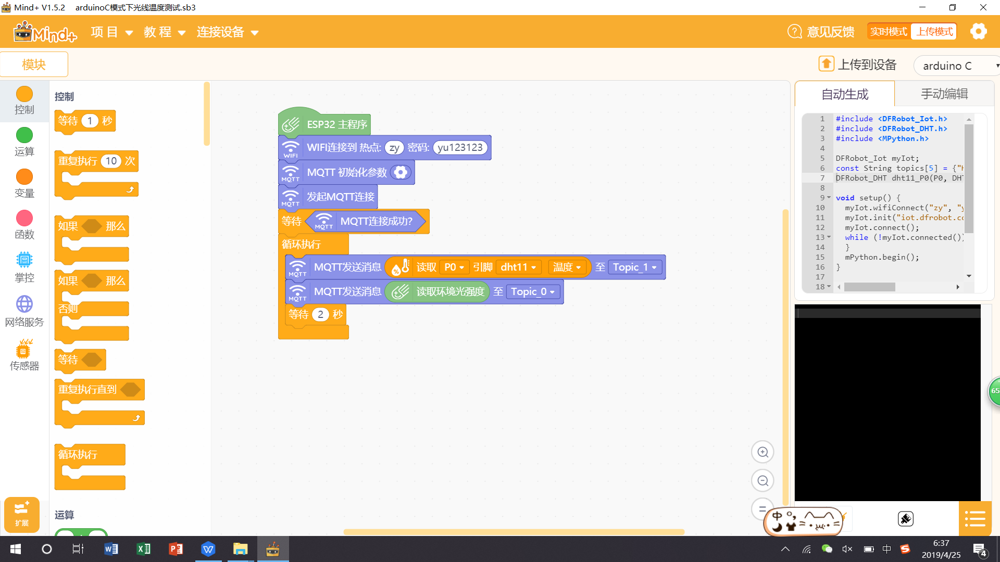 Mind+ V1.5.2 arduinoC模式下光线温度测试.sb3
Mind+ 项目 教程 连接设备 意见反馈 实时模式 上传模式
模块 上传到设备 arduino C
控制
运算
变量
函数
掌控
网络服务
传感器
扩展
控制
等待 1 秒
重复执行 10 次
如果 那么
如果 那么
否则
等待
重复执行直到
循环执行
运算
ESP32 主程序
WIFI WIFI连接到 热点: zy 密码: yu123123
MQTT MQTT 初始化参数
MQTT 发起MQTT连接
等待 MQTT MQTT连接成功?
循环执行
MQTT MQTT发送消息 % 读取 P0 引脚 dht11 温度 至 Topic_1
MQTT MQTT发送消息 读取环境光强度 至 Topic_0
等待 2 秒
自动生成 手动编辑
1 #include <DFRobot_Iot.h>
2 #include <DFRobot_DHT.h>
3 #include <MPython.h>
4
5 DFRobot_Iot myIot;
6 const String topics[5] = {"
7 DFRobot_DHT dht11_P0(P0, DH
8
9 void setup() {
10 myIot.wifiConnect("zy", "y
11 myIot.init("iot.dfrobot.c
12 myIot.connect();
13 while (!myIot.connected())
14 }
15 mPython.begin();
16 }
17
18
65
中
中
6:37
2019/4/25
4